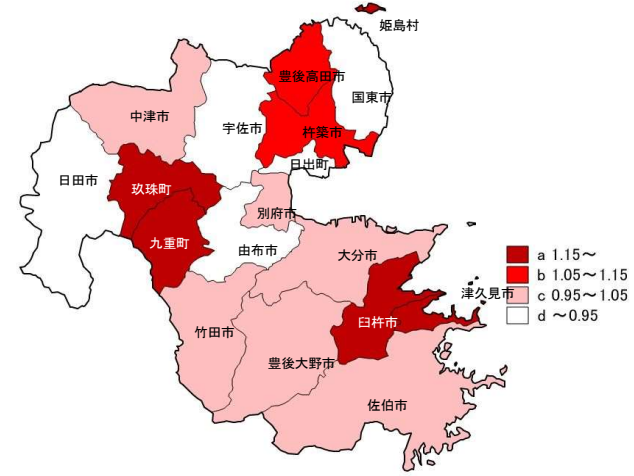 姫島村
豊後高田市
国東市
中津市
宇佐市
杵築市
日出町
日田市
玖珠町
別府市
九重町
由布市
大分市
a 1.15～
b 1.05～1.15
津久見市
c 0.95～1.05
d ～0.95
臼杵市
竹田市
豊後大野市
佐伯市